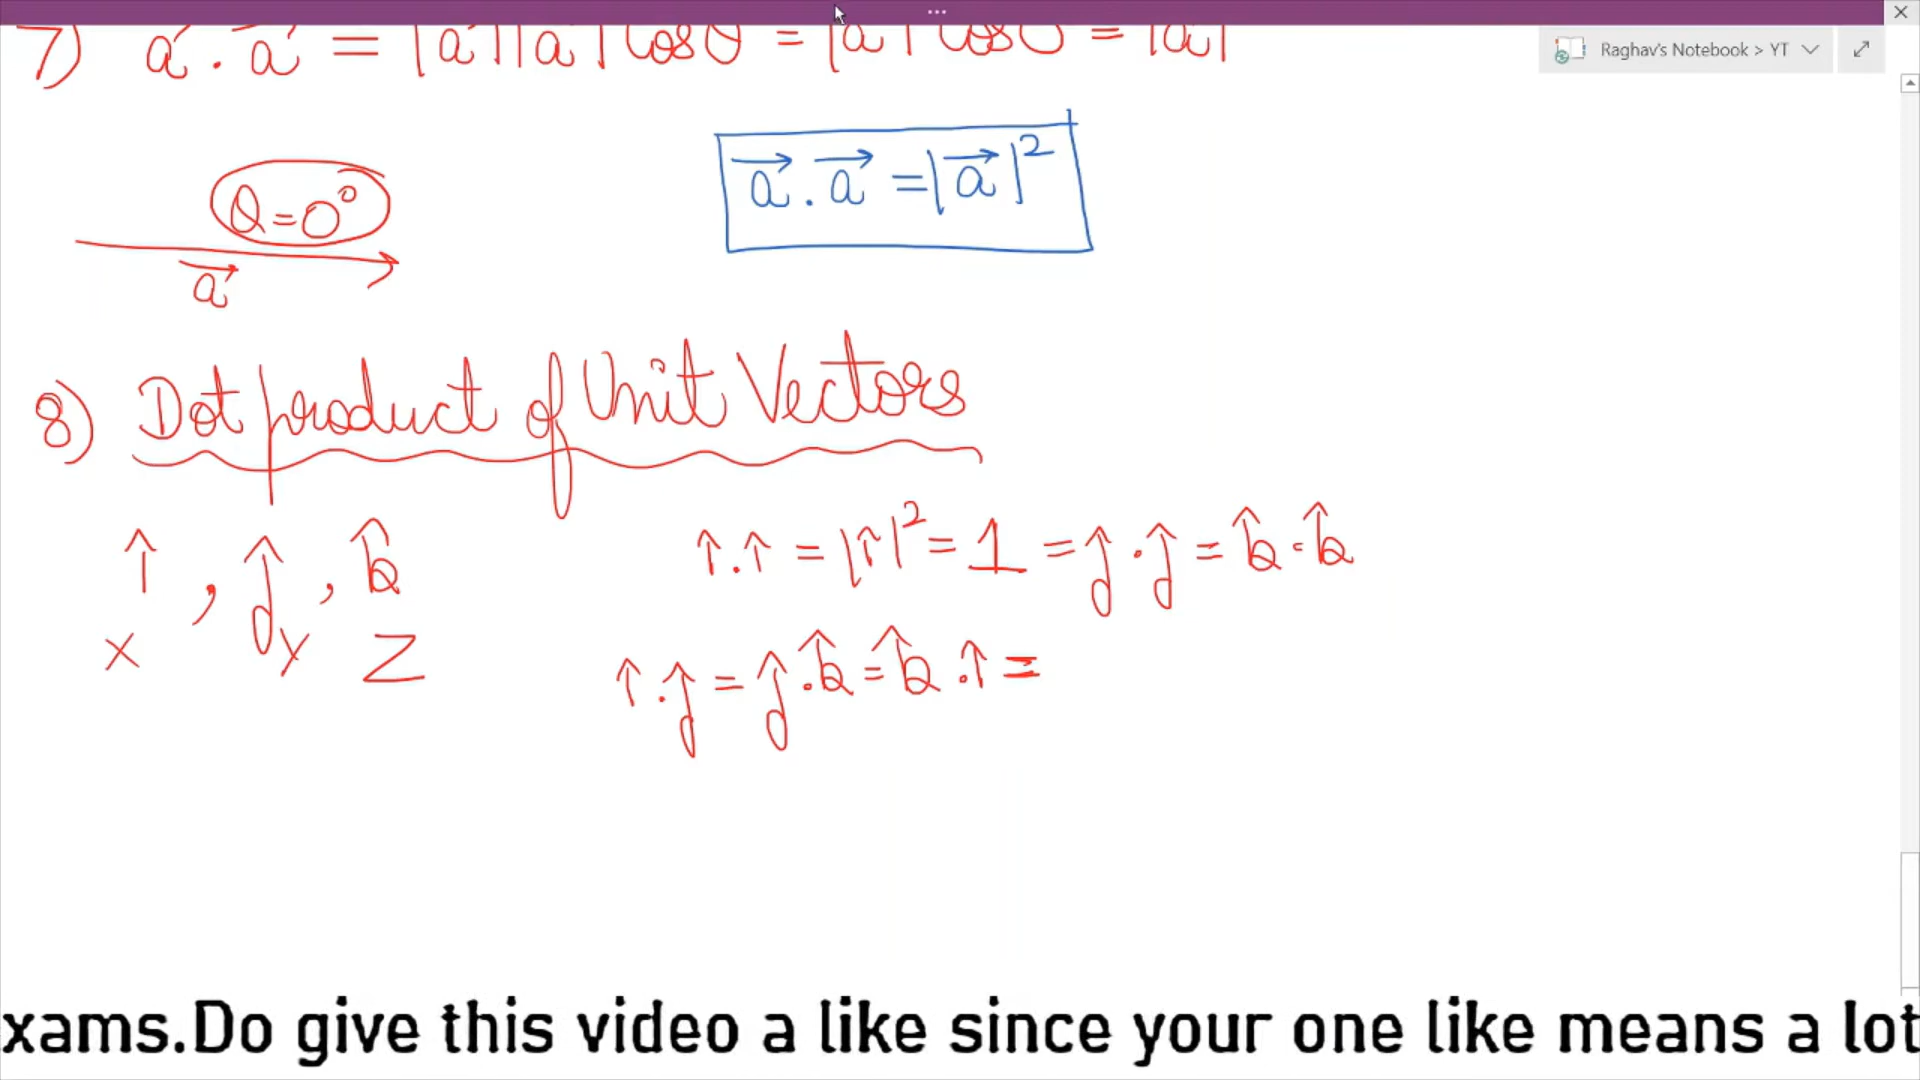 7) a⃗ . a⃗ = |a⃗||a⃗| cosθ = |a⃗| cosθ = |a⃗|
Raghav's Notebook > YT
a⃗ . a⃗ = |a⃗|²
θ = 0°
a⃗
8) Dot product of Unit Vectors
î , ĵ , k̂
X Y Z
î . î = |î|² = 1 = ĵ . ĵ = k̂ . k̂
î . ĵ = ĵ . k̂ = k̂ . î =
xams.Do give this video a like since your one like means a lot